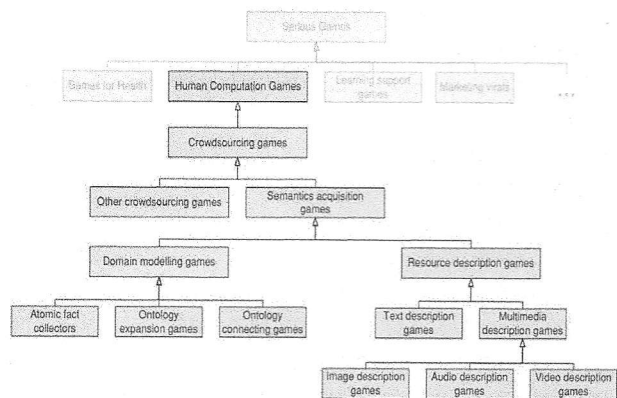 Serious Games
Games for Health
Human Computation Games
Learning support
games
Marketing virals
...
Crowdsourcing games
Other crowdsourcing games
Semantics acquisition
games
Domain modelling games
Resource description games
Atomic fact
collectors
Ontology
expansion games
Ontology
connecting games
Text description
games
Multimedia
description games
Image description
games
Audio description
games
Video description
games